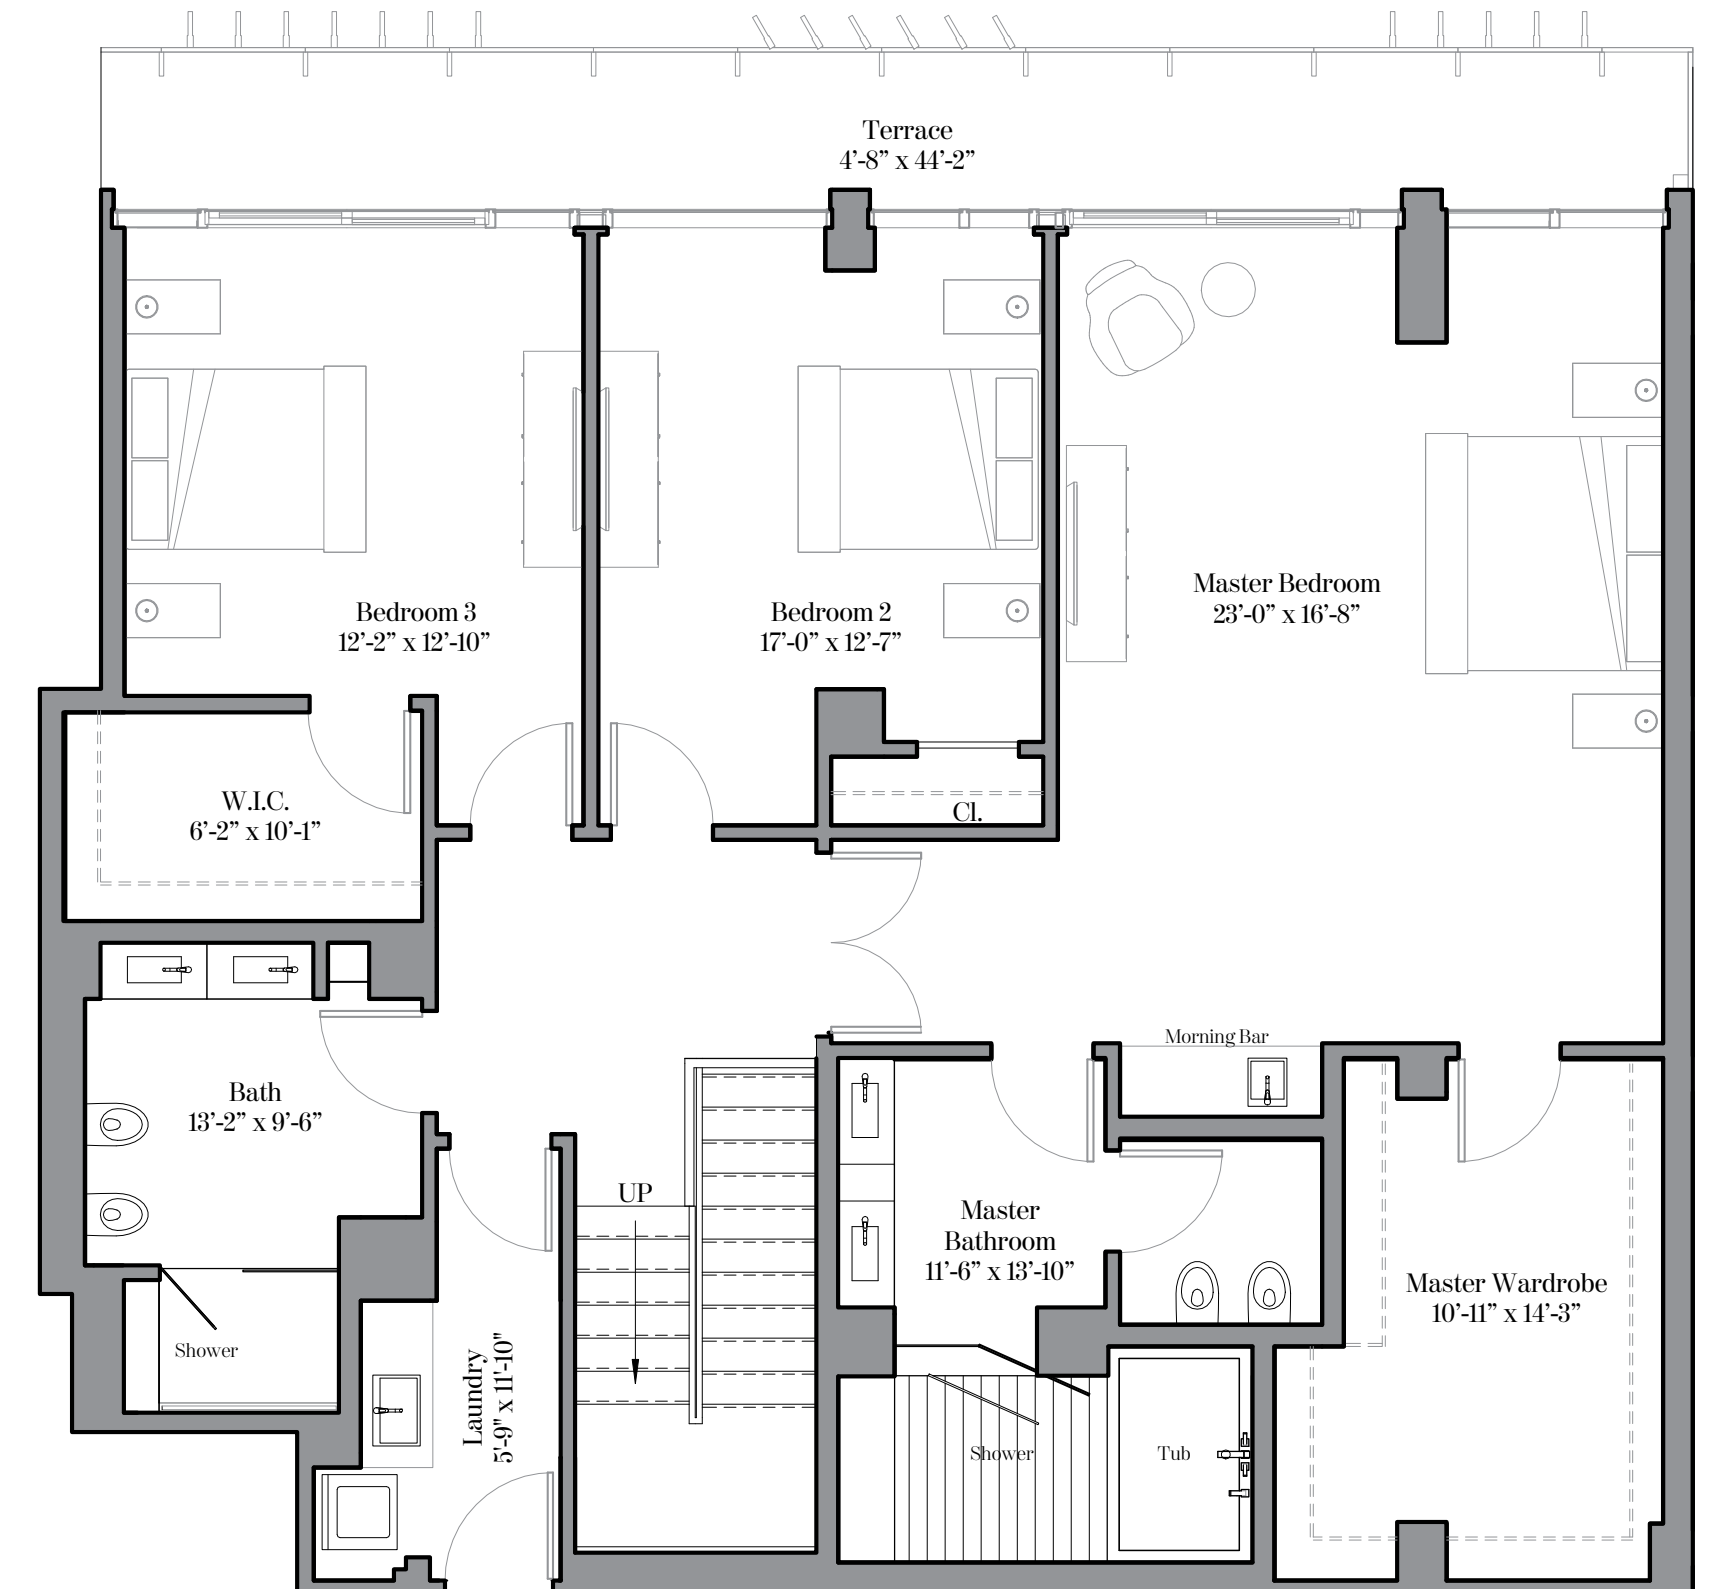 Terrace
4’-8” x 44’-2”
Master Bedroom
23’-0” x 16’-8”
Bedroom 3
12’-2” x 12’-10”
Bedroom 2
17’-0” x 12’-7”
W.I.C.
6’-2” x 10’-1”
Cl.
Morning Bar
Bath
13’-2” x 9’-6”
UP
Master
Bathroom
11’-6” x 13’-10”
Master Wardrobe
10’-11” x 14’-3”
Shower
Laundry
5'-9" x 11'-10"
Shower
Tub